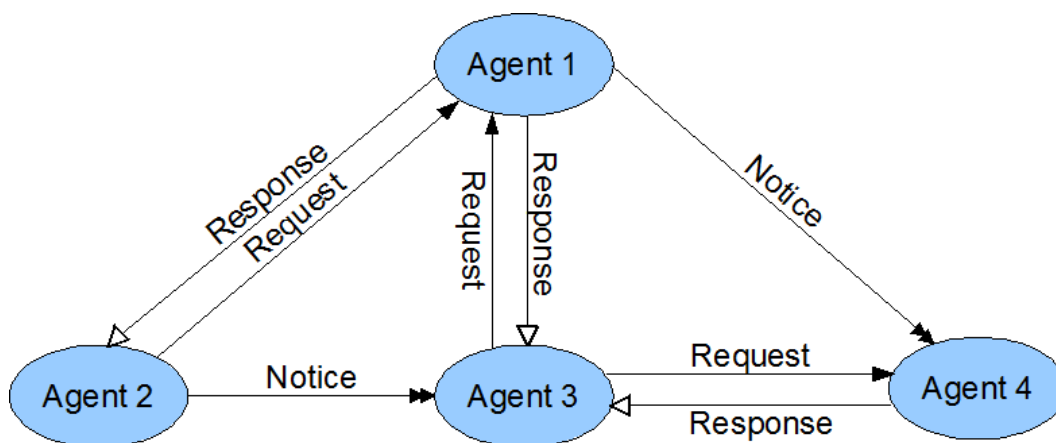 Agent 1
Response
Request
Request
Response
Notice
Agent 2
Notice
Agent 3
Request
Response
Agent 4